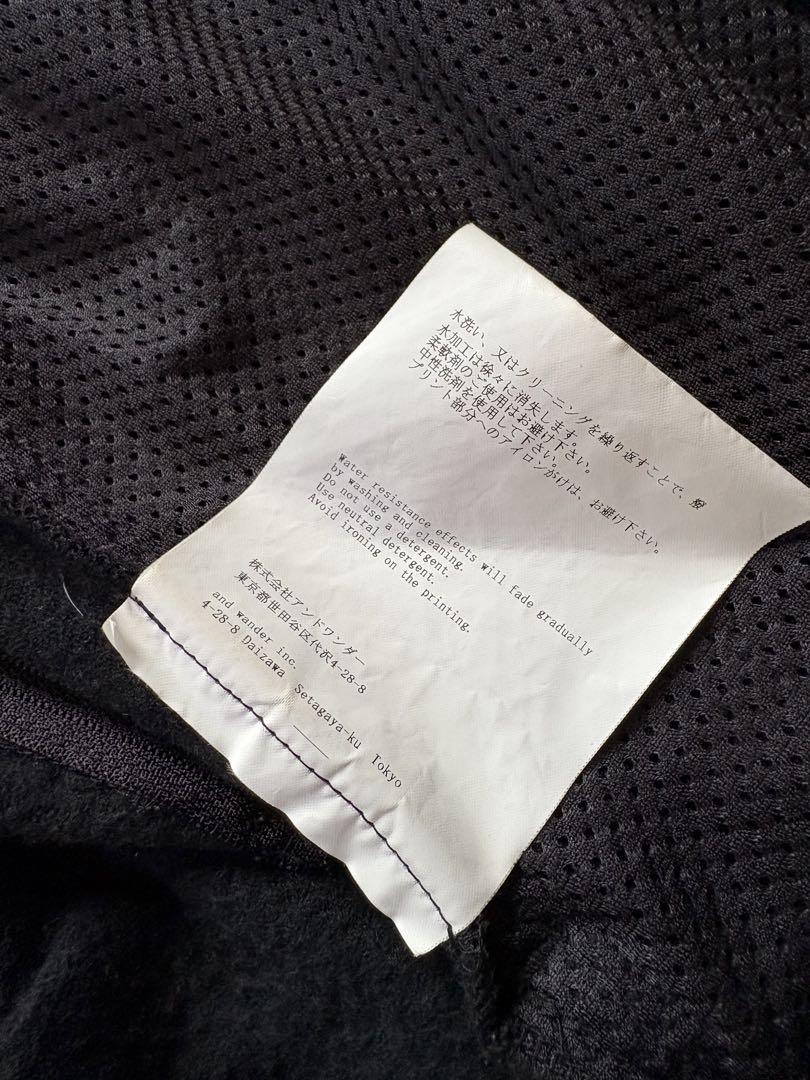 水洗い、又はクリーニングを繰り返すことで、撥
水加工は徐々に消失します。
柔軟剤のご使用はお避け下さい。
中性洗剤を使用して下さい。
プリント部分へのアイロンがけは、お避け下さい。
Water resistance effects will fade gradually
by washing and cleaning.
Do not use a detergent.
Use neutral detergent.
Avoid ironing on the printing.
株式会社アンドワンダー
東京都世田谷区代沢4-28-8
and wander inc.
4-28-8 Daizawa Setagaya-ku Tokyo